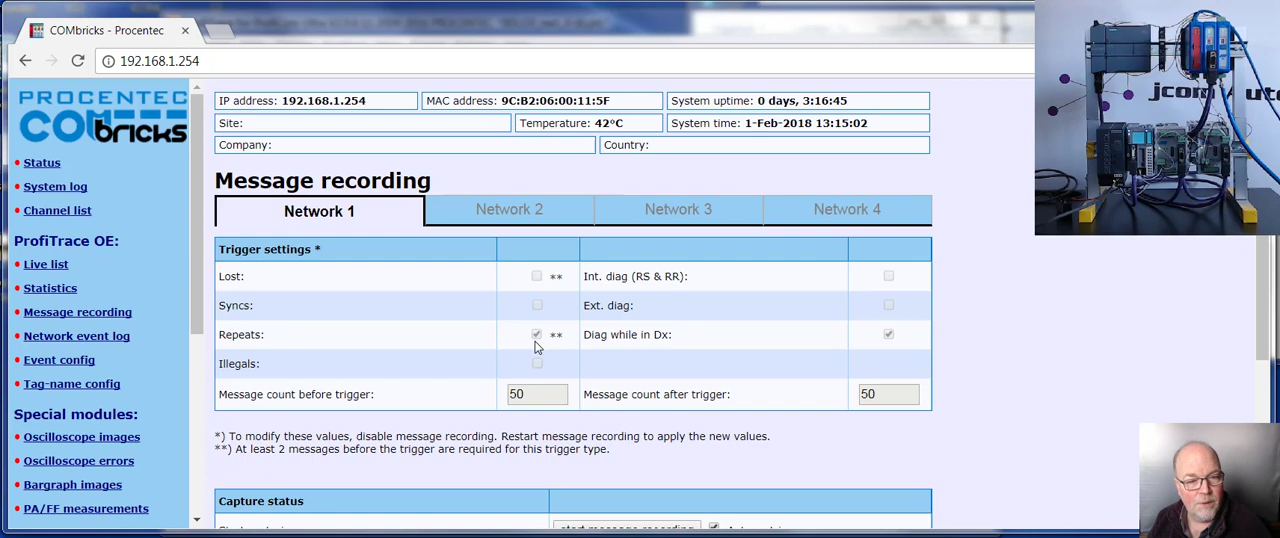 COMbricks - Procentec
192.168.1.254
PROCENTEC
COMbricks
Status
System log
Channel list
ProfiTrace OE:
Live list
Statistics
Message recording
Network event log
Event config
Tag-name config
Special modules:
Oscilloscope images
Oscilloscope errors
Bargraph images
PA/FF measurements
IP address: 192.168.1.254
MAC address: 9C:B2:06:00:11:5F
System uptime: 0 days, 3:16:45
Site:
Temperature: 42°C
System time: 1-Feb-2018 13:15:02
Company:
Country:
Message recording
Network 1
Network 2
Network 3
Network 4
Trigger settings *
Lost:
**
Int. diag (RS & RR):
Syncs:
Ext. diag:
Repeats:
**
Diag while in Dx:
Illegals:
Message count before trigger:
50
Message count after trigger:
50
*) To modify these values, disable message recording. Restart message recording to apply the new values.
**) At least 2 messages before the trigger are required for this trigger type.
Capture status
start message recording
jcom Auto